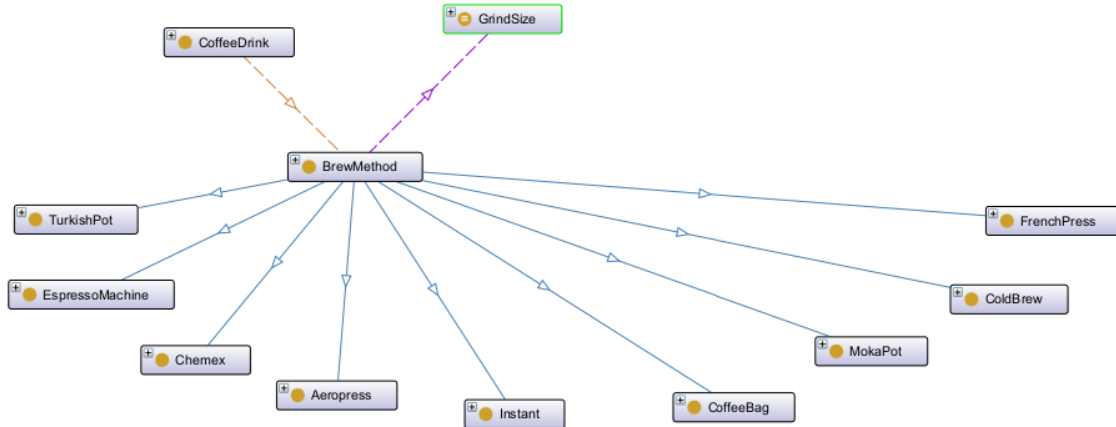 GrindSize
CoffeeDrink
BrewMethod
TurkishPot
FrenchPress
EspressoMachine
ColdBrew
Chemex
MokaPot
Aeropress
Instant
CoffeeBag